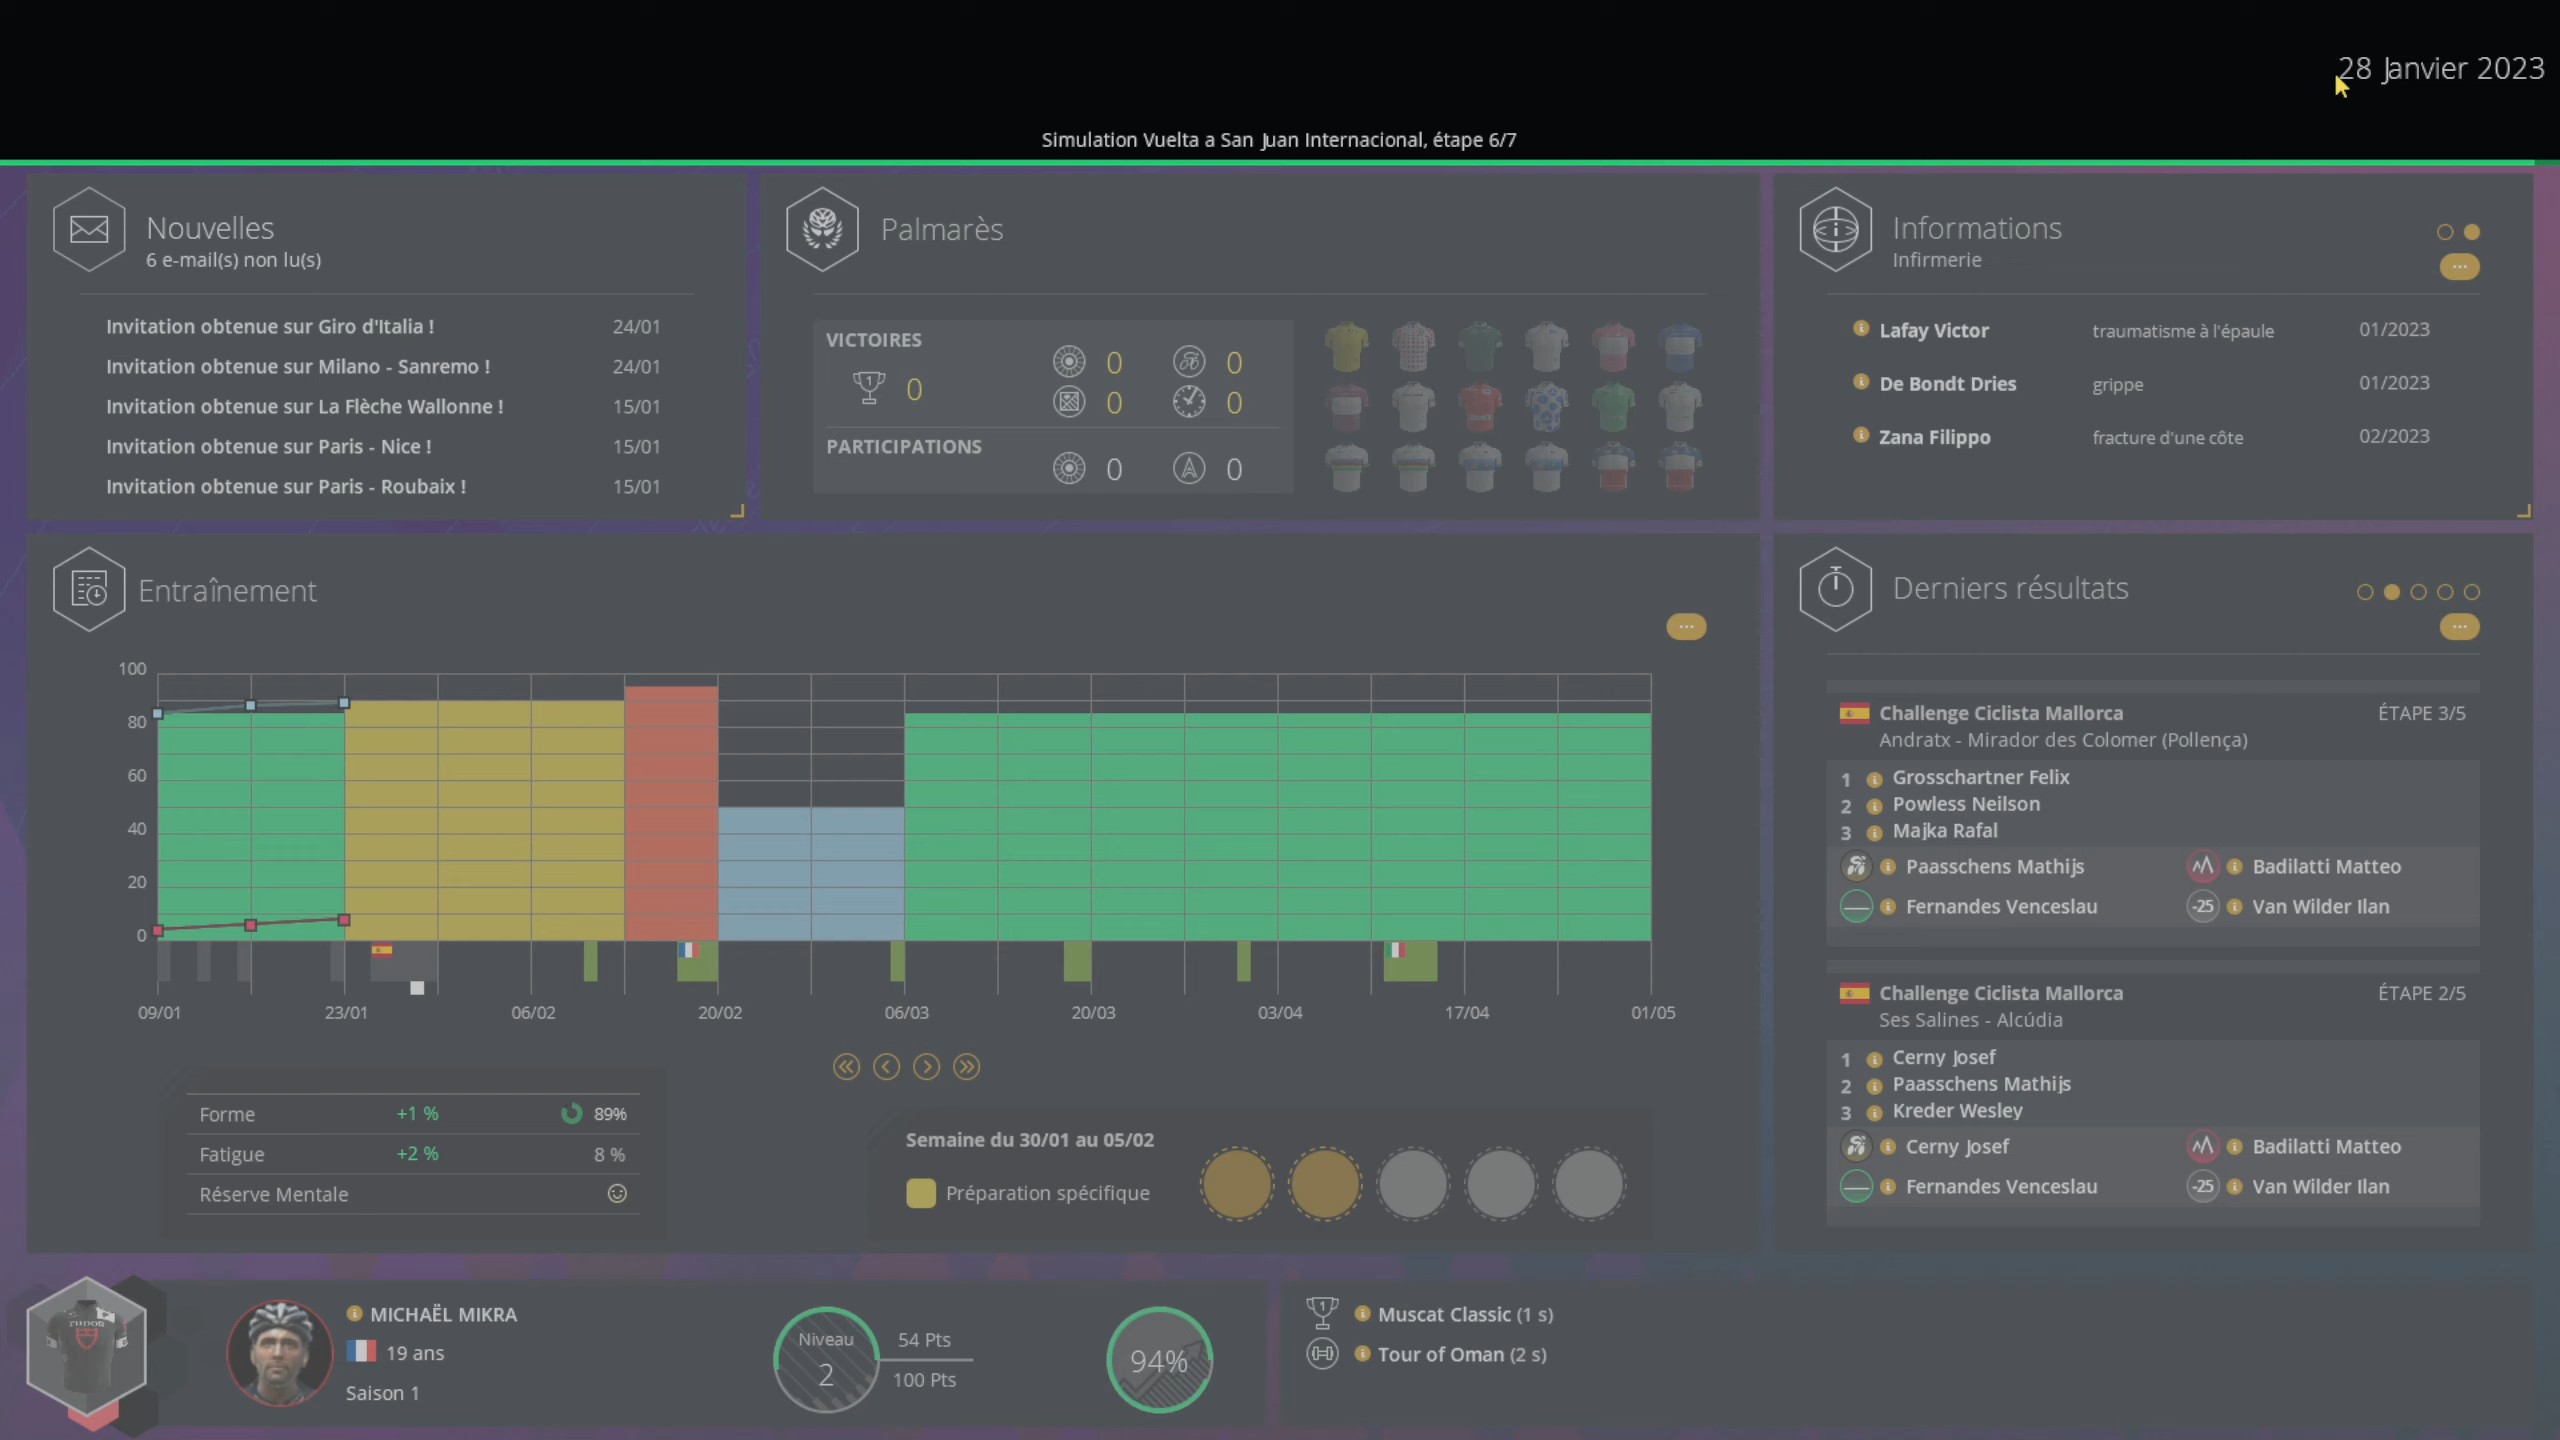 28 Janvier 2023
Simulation Vuelta a San Juan Internacional, étape 6/7
Nouvelles
6 e-mail(s) non lu(s)
Invitation obtenue sur Giro d'Italia ! 24/01
Invitation obtenue sur Milano - Sanremo ! 24/01
Invitation obtenue sur La Flèche Wallonne ! 15/01
Invitation obtenue sur Paris - Nice ! 15/01
Invitation obtenue sur Paris - Roubaix ! 15/01
Palmarès
VICTOIRES
1 0
0 0
0 0
PARTICIPATIONS
0 0
Informations
Infirmerie
Lafay Victor traumatisme à l'épaule 01/2023
De Bondt Dries grippe 01/2023
Zana Filippo fracture d'une côte 02/2023
Entraînement
100
80
60
40
20
0
09/01 23/01 06/02 20/02 06/03 20/03 03/04 17/04 01/05
Forme +1 % 89%
Fatigue +2 % 8 %
Réserve Mentale
Semaine du 30/01 au 05/02
Préparation spécifique
Derniers résultats
Challenge Ciclista Mallorca ÉTAPE 3/5
Andratx - Mirador des Colomer (Pollença)
1 Grosschartner Felix
2 Powless Neilson
3 Majka Rafal
Paasschens Mathijs Badilatti Matteo
Fernandes Venceslau -25 Van Wilder Ilan
Challenge Ciclista Mallorca ÉTAPE 2/5
Ses Salines - Alcúdia
1 Cerny Josef
2 Paasschens Mathijs
3 Kreder Wesley
Cerny Josef Badilatti Matteo
Fernandes Venceslau -25 Van Wilder Ilan
TUDOR
MICHAËL MIKRA
19 ans
Saison 1
Niveau
2
54 Pts
100 Pts
94%
1 Muscat Classic (1 s)
Tour of Oman (2 s)